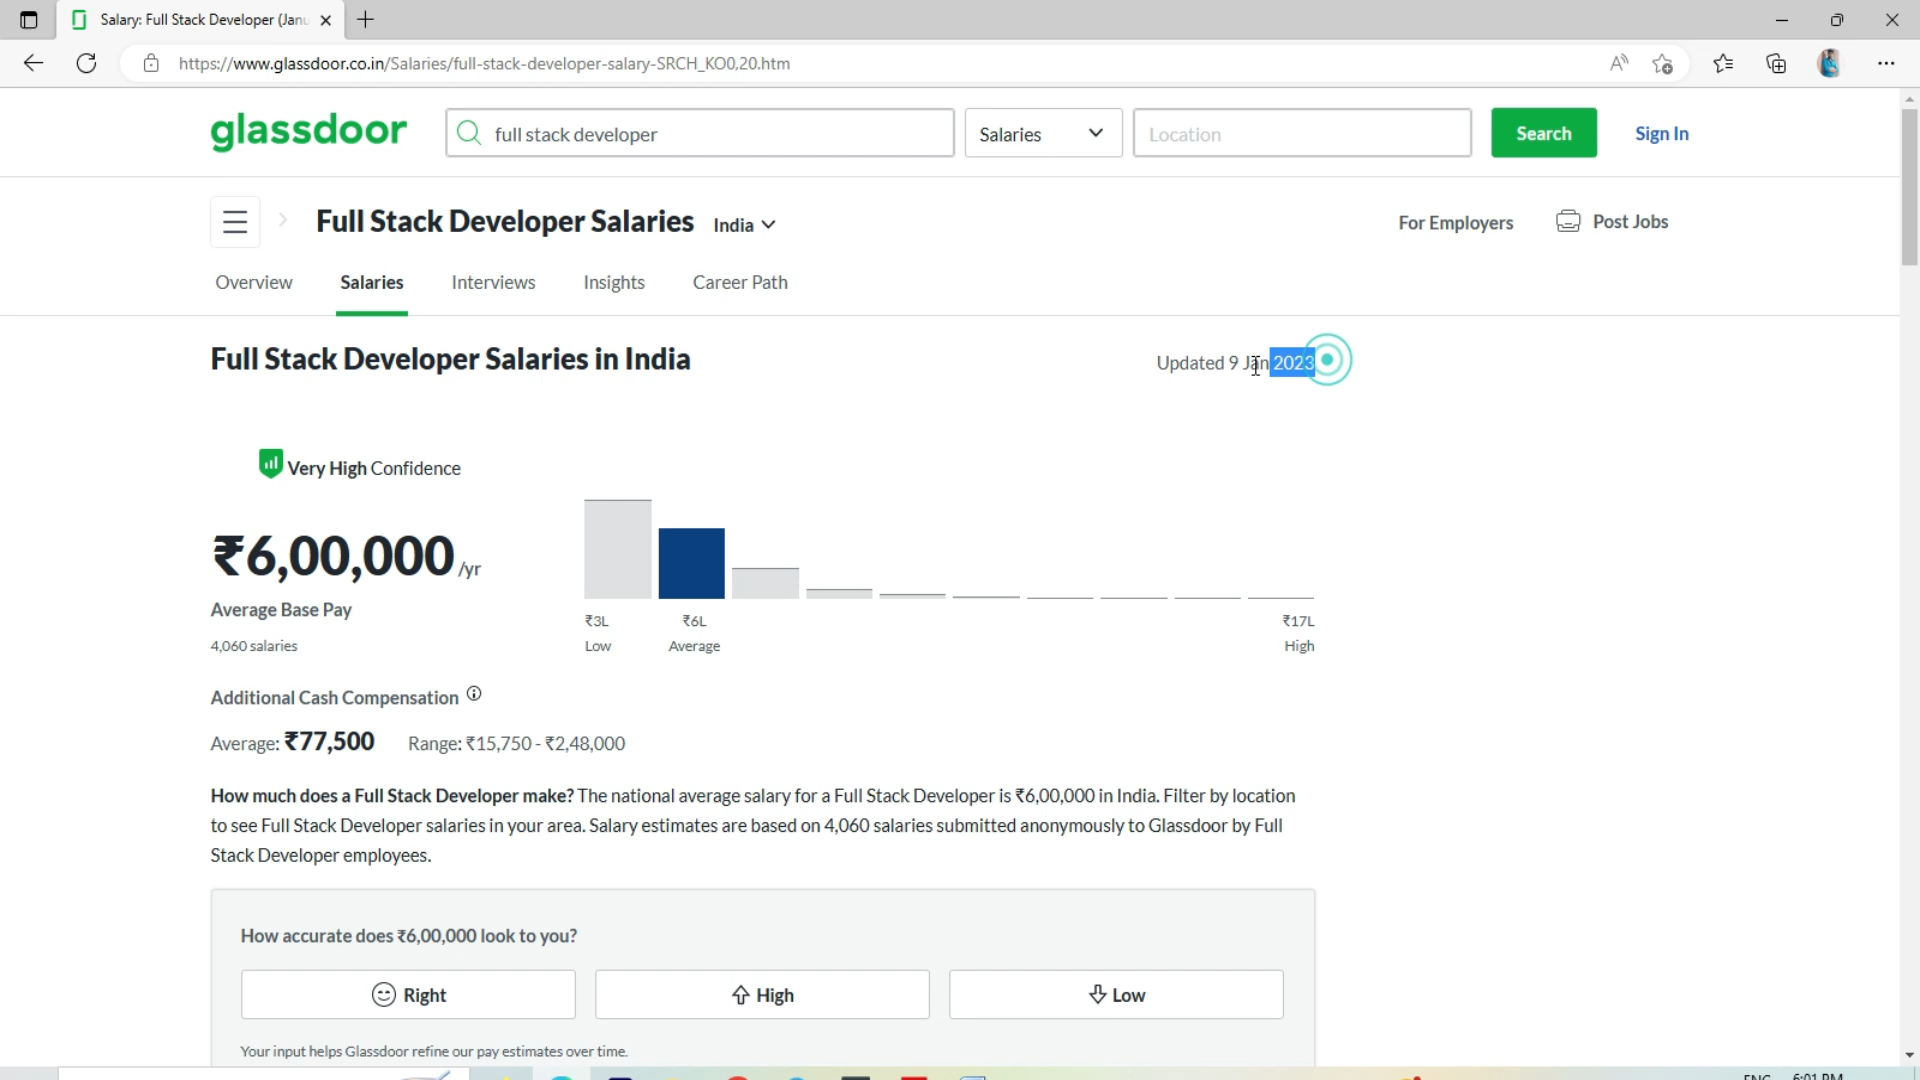 Salary: Full Stack Developer (Janu
https://www.glassdoor.co.in/Salaries/full-stack-developer-salary-SRCH_KO0,20.htm
glassdoor
full stack developer
Salaries
Location
Search
Sign In
Full Stack Developer Salaries
India
For Employers
Post Jobs
Overview
Salaries
Interviews
Insights
Career Path
Full Stack Developer Salaries in India
Updated 9 Jan 2023
Very High Confidence
₹6,00,000 /yr
Average Base Pay
4,060 salaries
₹3L
Low
₹6L
Average
₹17L
High
Additional Cash Compensation
Average: ₹77,500 Range: ₹15,750 - ₹2,48,000
How much does a Full Stack Developer make? The national average salary for a Full Stack Developer is ₹6,00,000 in India. Filter by location
to see Full Stack Developer salaries in your area. Salary estimates are based on 4,060 salaries submitted anonymously to Glassdoor by Full
Stack Developer employees.
How accurate does ₹6,00,000 look to you?
Right
High
Low
Your input helps Glassdoor refine our pay estimates over time.
ENG
6:01 PM